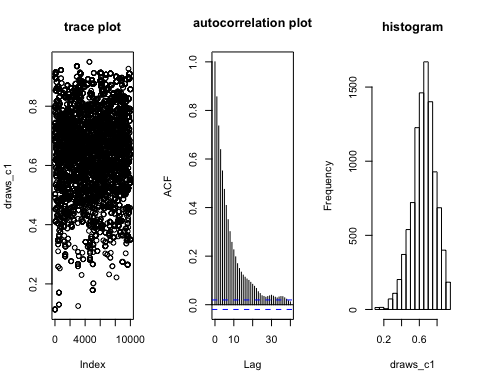 trace plot
autocorrelation plot
histogram
draws_c1
0.2 0.4 0.6 0.8
0 4000 10000
Index
ACF
0.0 0.2 0.4 0.6 0.8 1.0
0 10 30
Lag
Frequency
0 500 1000 1500
0.2 0.6
draws_c1